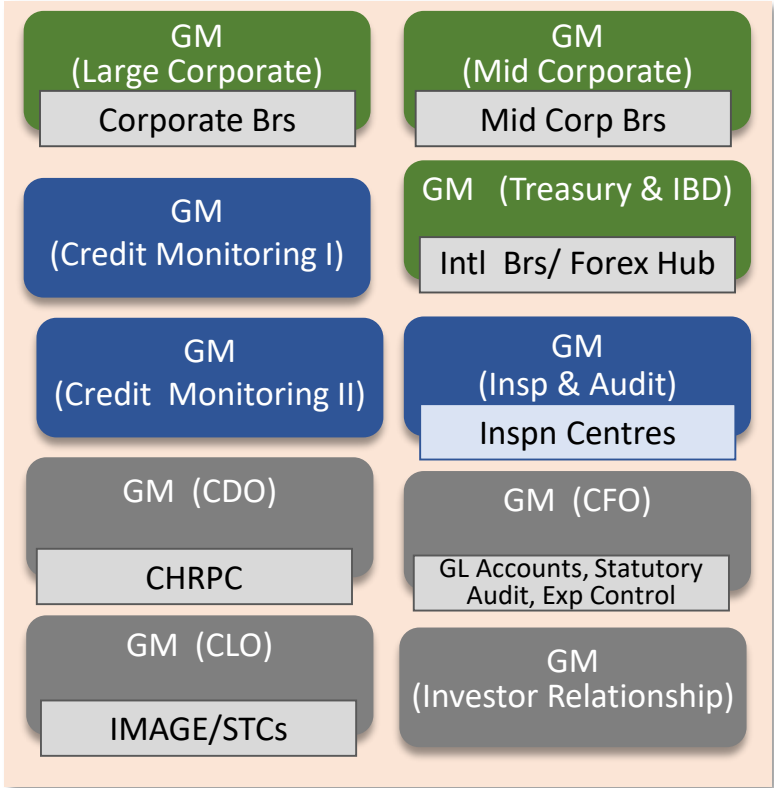 GM
(Large Corporate)
Corporate Brs
GM
(Mid Corporate)
Mid Corp Brs
GM
(Credit Monitoring I)
GM (Treasury & IBD)
Intl Brs/ Forex Hub
GM
(Credit Monitoring II)
GM
(Insp & Audit)
Inspn Centres
GM (CDO)
CHRPC
GM (CFO)
GL Accounts, Statutory
Audit, Exp Control
GM (CLO)
IMAGE/STCs
GM
(Investor Relationship)